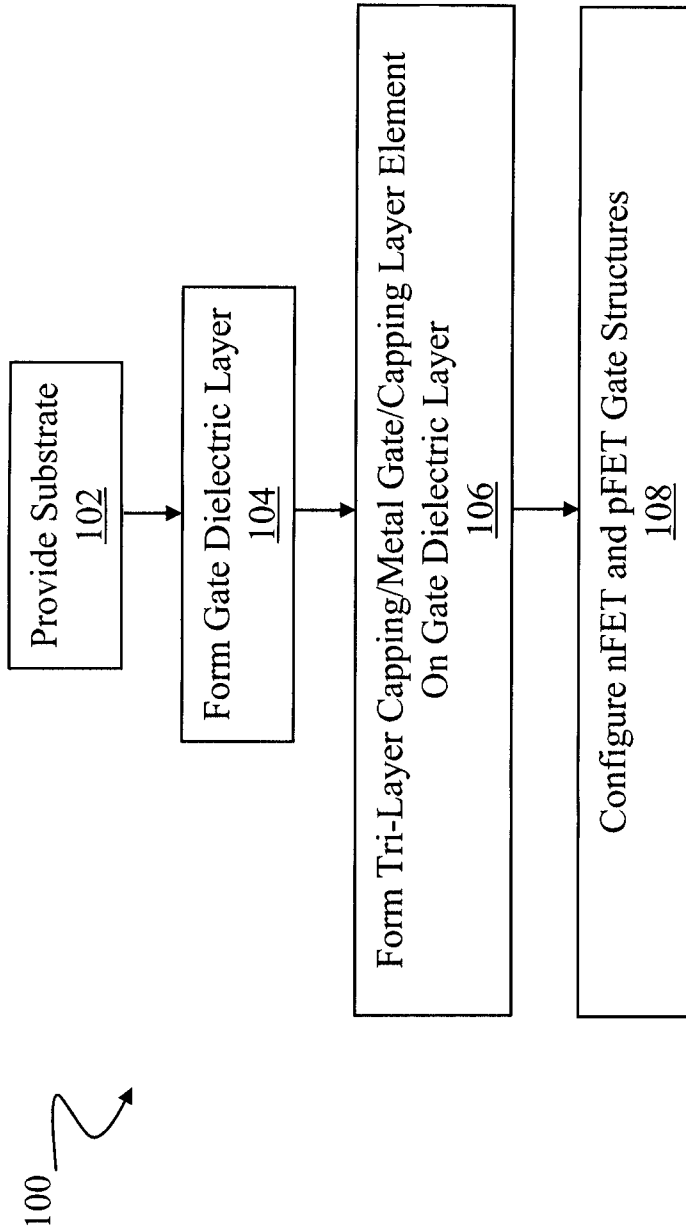 100
Provide Substrate
102
Form Gate Dielectric Layer
104
Form Tri-Layer Capping/Metal Gate/Capping Layer Element
On Gate Dielectric Layer
106
Configure nFET and pFET Gate Structures
108